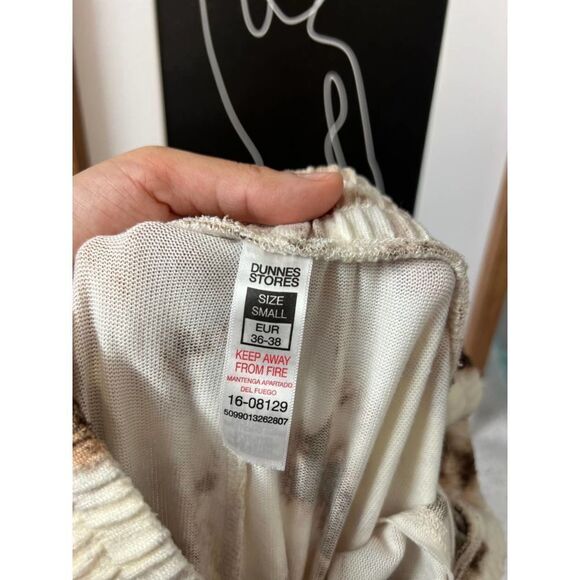 DUNNES
STORES
SIZE
SMALL
EUR
36-38
KEEP AWAY
FROM FIRE
MANTENGA APARTADO
DEL FUEGO
16-08129
5099013262807